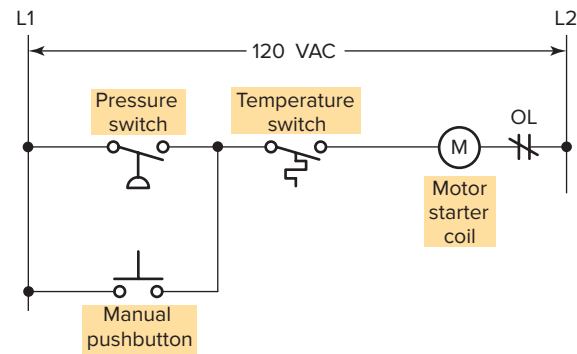 L1
L2
120 VAC
Pressure
switch
Temperature
switch
OL
M
Motor
starter
coil
Manual
pushbutton